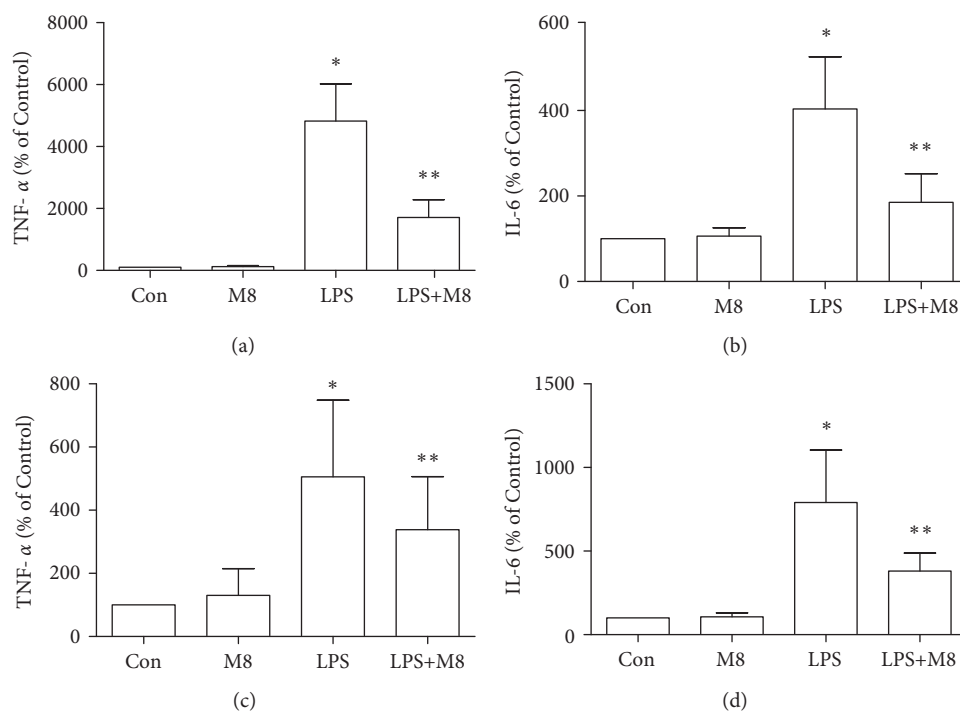 TNF- α (% of Control)
8000
6000
4000
2000
0
*
**
Con M8 LPS LPS+M8
(a)
IL-6 (% of Control)
600
400
200
0
*
**
Con M8 LPS LPS+M8
(b)
TNF- α (% of Control)
800
600
400
200
0
*
**
Con M8 LPS LPS+M8
(c)
IL-6 (% of Control)
1500
1000
500
0
*
**
Con M8 LPS LPS+M8
(d)